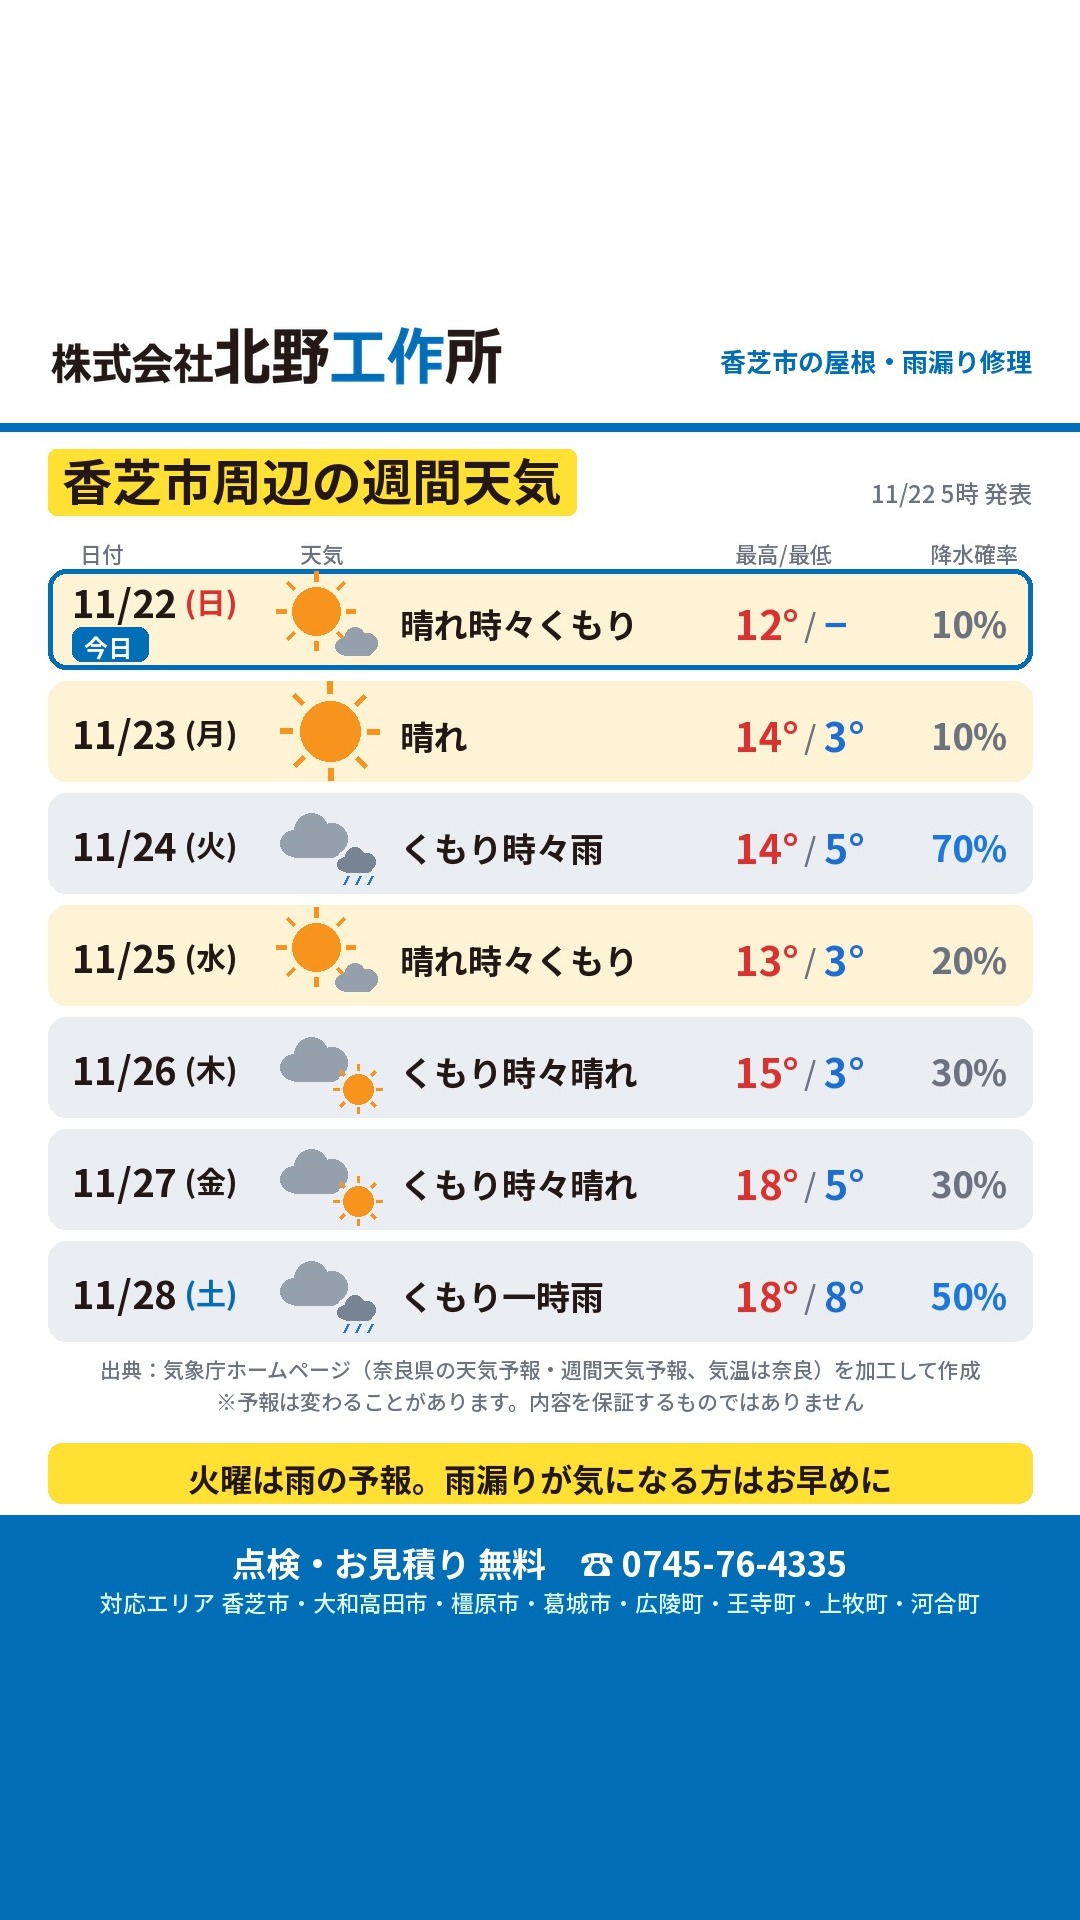 株式会社北野工作所
香芝市の屋根・雨漏り修理
香芝市周辺の週間天気
11/22 5時 発表
日付 天気 最高/最低 降水確率
11/22 (日) 晴れ時々くもり 12° / − 10%
今日
11/23 (月) 晴れ 14° / 3° 10%
11/24 (火) くもり時々雨 14° / 5° 70%
11/25 (水) 晴れ時々くもり 13° / 3° 20%
11/26 (木) くもり時々晴れ 15° / 3° 30%
11/27 (金) くもり時々晴れ 18° / 5° 30%
11/28 (土) くもり一時雨 18° / 8° 50%
出典：気象庁ホームページ（奈良県の天気予報・週間天気予報、気温は奈良）を加工して作成
※予報は変わることがあります。内容を保証するものではありません
火曜は雨の予報。雨漏りが気になる方はお早めに
点検・お見積り 無料　☎ 0745-76-4335
対応エリア 香芝市・大和高田市・橿原市・葛城市・広陵町・王寺町・上牧町・河合町